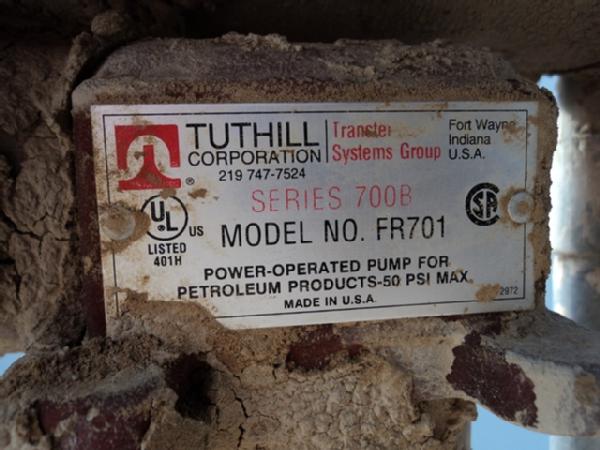 TUTHILL
CORPORATION
219 747-7524
Transfer
Systems Group
Fort Wayne
Indiana
U.S.A.
SERIES 700B
UL
US
LISTED
401H
MODEL NO. FR701
SA
POWER-OPERATED PUMP FOR
PETROLEUM PRODUCTS-50 PSI MAX.
MADE IN U.S.A.
2972
®